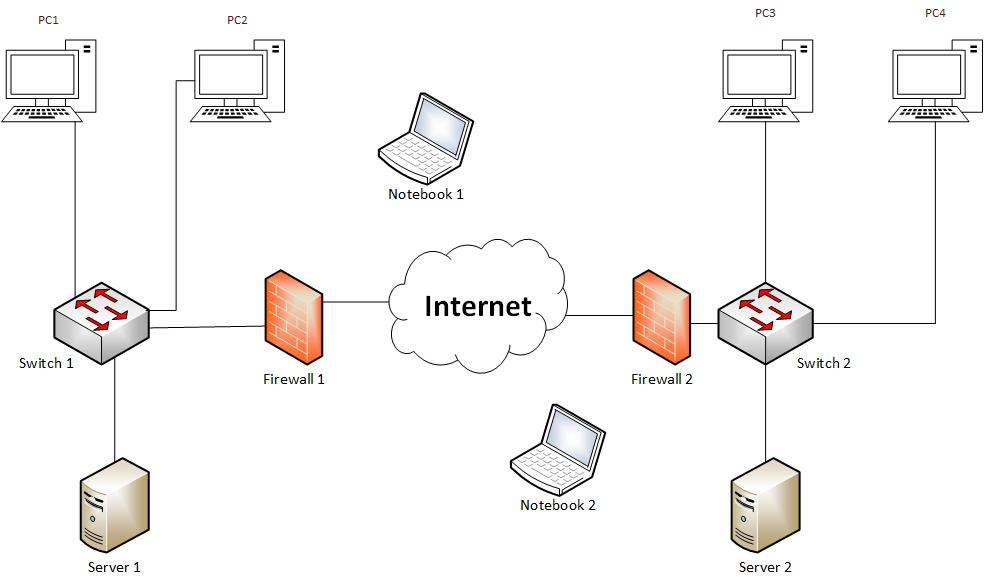 PC1
PC2
PC3
PC4
Notebook 1
Internet
Switch 1
Firewall 1
Firewall 2
Switch 2
Notebook 2
Server 1
Server 2